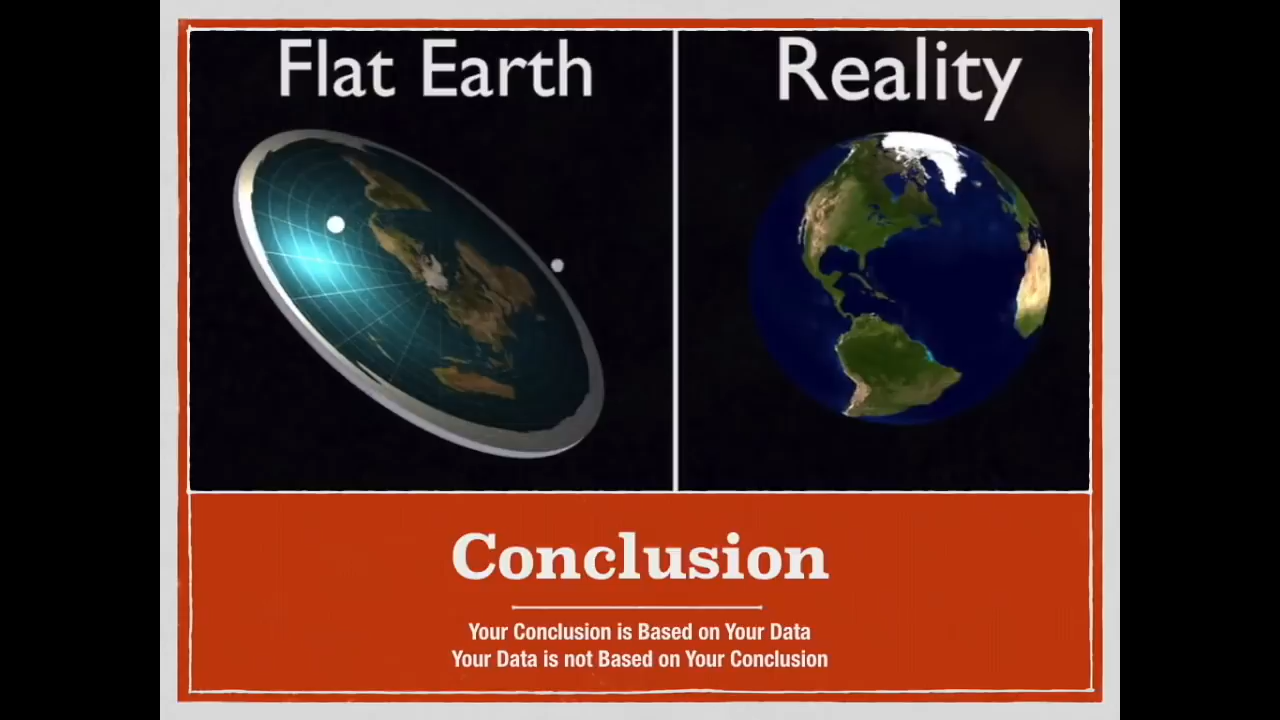 Flat Earth
Reality
Conclusion
Your Conclusion is Based on Your Data
Your Data is not Based on Your Conclusion